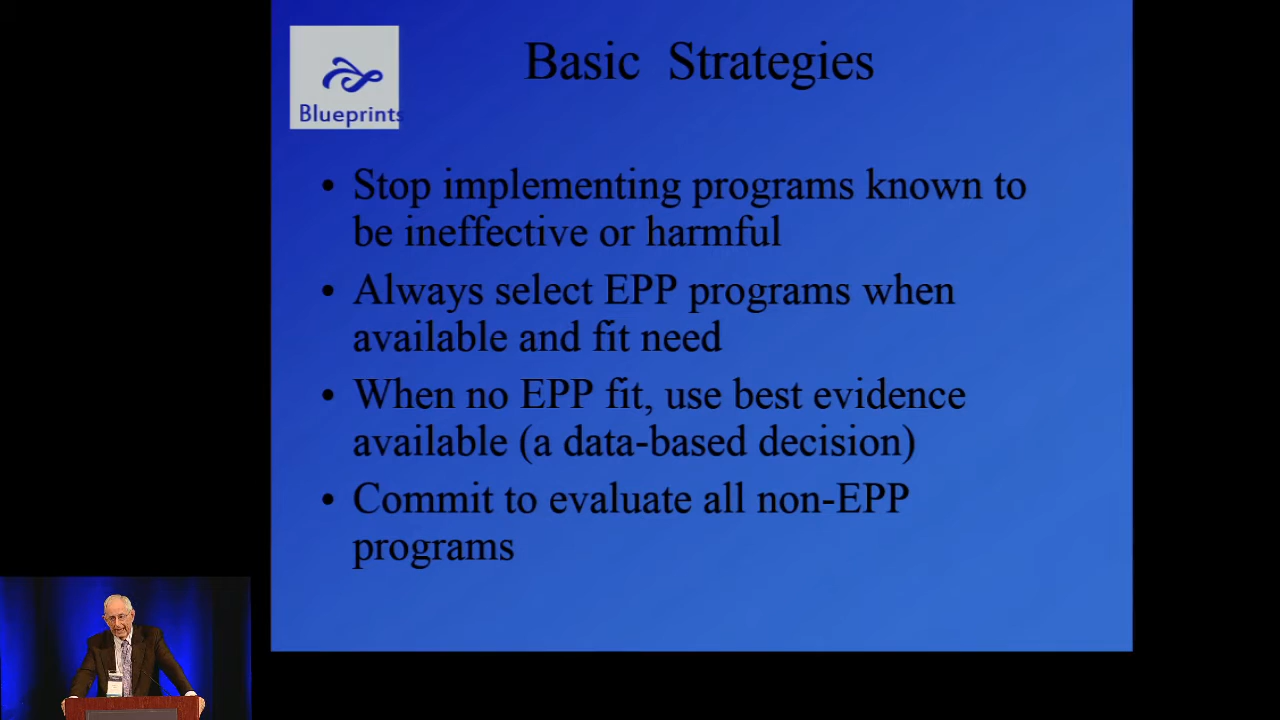 Blueprints
Basic Strategies
• Stop implementing programs known to
be ineffective or harmful
• Always select EPP programs when
available and fit need
• When no EPP fit, use best evidence
available (a data-based decision)
• Commit to evaluate all non-EPP
programs